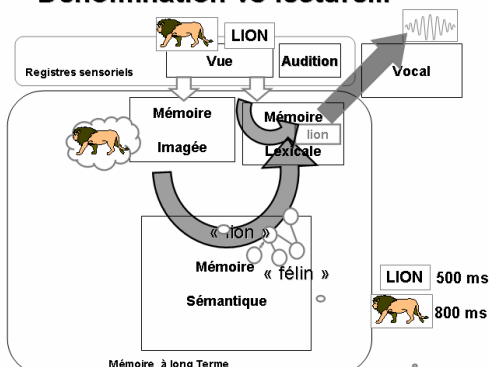 Dénomination vs lecture...
LION
Vue
Audition
Registres sensoriels
Vocal
Mémoire
Imagée
Mémoire
lion
Lexicale
« lion »
Mémoire
« félin »
Sémantique
LION 500 ms
800 ms
Mémoire à long Terme